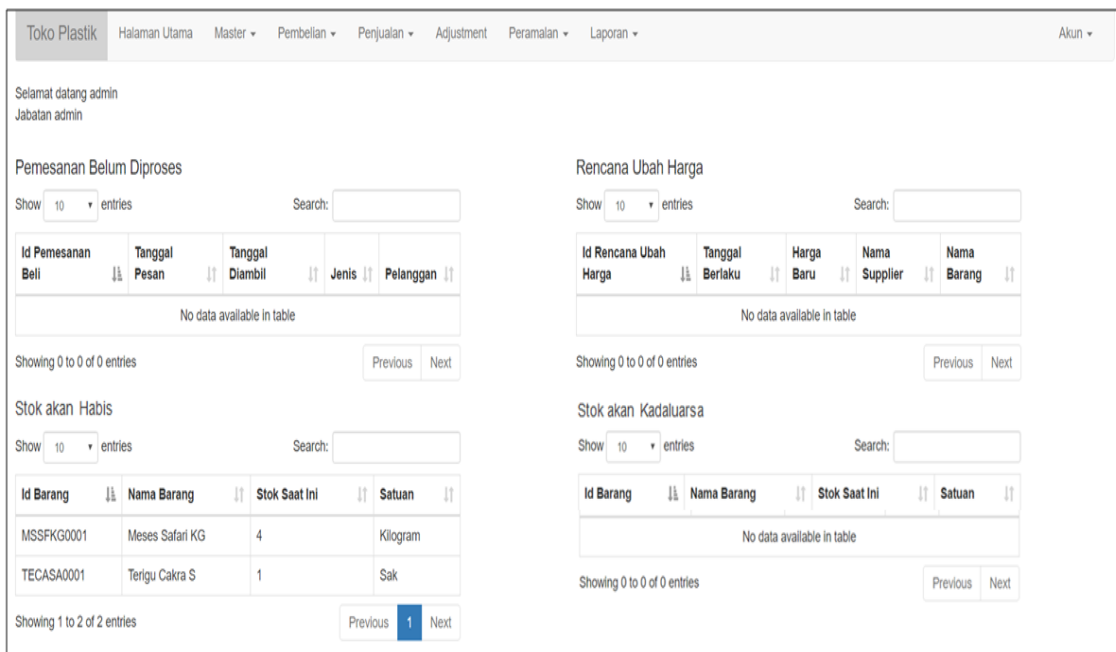 Toko Plastik Halaman Utama Master Pembelian Penjualan Adjustment Peramalan Laporan Akun
Selamat datang admin
Jabatan admin
Pemesanan Belum Diproses
Show 10 entries Search:
Id Pemesanan Beli Tanggal Pesan Tanggal Diambil Jenis Pelanggan
No data available in table
Showing 0 to 0 of 0 entries Previous Next
Rencana Ubah Harga
Show 10 entries Search:
Id Rencana Ubah Harga Tanggal Berlaku Harga Baru Nama Supplier Nama Barang
No data available in table
Showing 0 to 0 of 0 entries Previous Next
Stok akan Habis
Show 10 entries Search:
Id Barang Nama Barang Stok Saat Ini Satuan
MSSFKG0001 Meses Safari KG 4 Kilogram
TECASA0001 Terigu Cakra S 1 Sak
Showing 1 to 2 of 2 entries Previous 1 Next
Stok akan Kadaluarsa
Show 10 entries Search:
Id Barang Nama Barang Stok Saat Ini Satuan
No data available in table
Showing 0 to 0 of 0 entries Previous Next